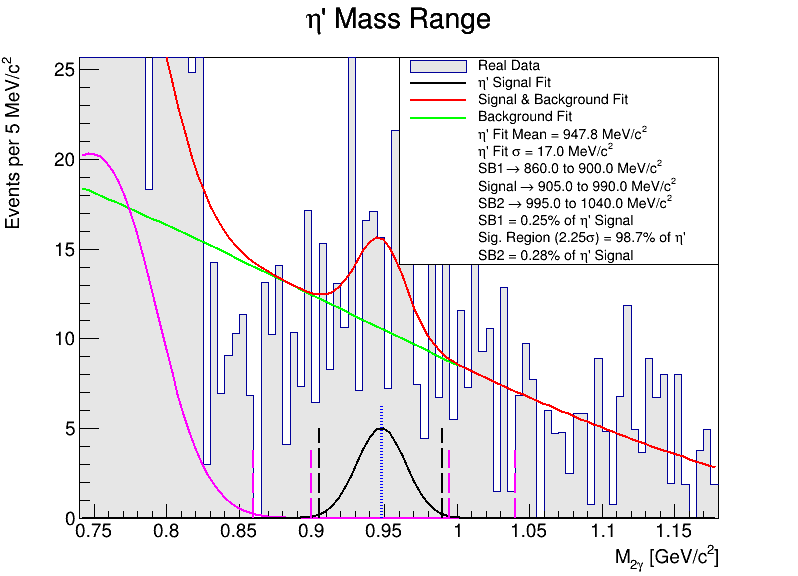 η' Mass Range
Events per 5 MeV/c²
25
20
15
10
5
0
Real Data
η' Signal Fit
Signal & Background Fit
Background Fit
η' Fit Mean = 947.8 MeV/c²
η' Fit σ = 17.0 MeV/c²
SB1 → 860.0 to 900.0 MeV/c²
Signal → 905.0 to 990.0 MeV/c²
SB2 → 995.0 to 1040.0 MeV/c²
SB1 = 0.25% of η' Signal
Sig. Region (2.25σ) = 98.7% of η'
SB2 = 0.28% of η' Signal
0.75 0.8 0.85 0.9 0.95 1 1.05 1.1 1.15
M₂γ [GeV/c²]